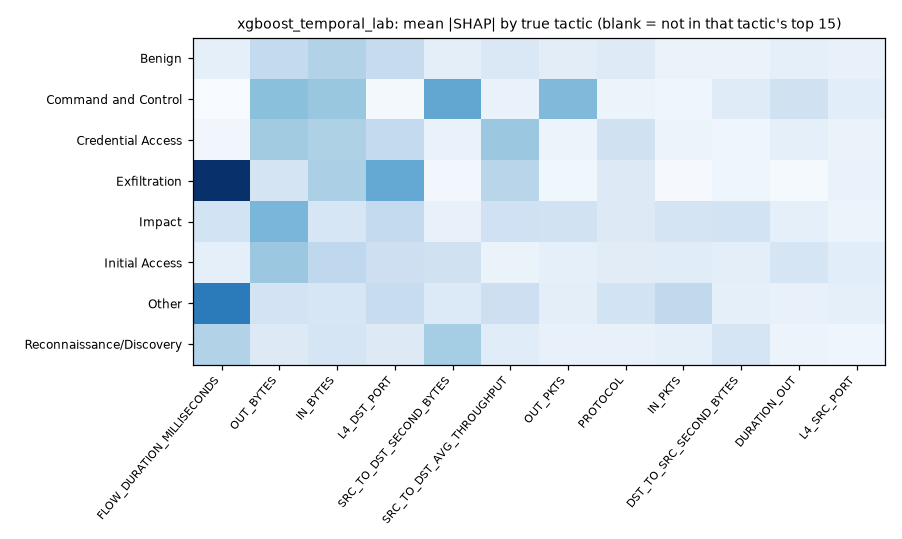 xgboost_temporal_lab: mean |SHAP| by true tactic (blank = not in that tactic's top 15)
Benign
Command and Control
Credential Access
Exfiltration
Impact
Initial Access
Other
Reconnaissance/Discovery
FLOW_DURATION_MILLISECONDS
OUT_BYTES
IN_BYTES
L4_DST_PORT
SRC_TO_DST_SECOND_BYTES
SRC_TO_DST_AVG_THROUGHPUT
OUT_PKTS
PROTOCOL
IN_PKTS
DST_TO_SRC_SECOND_BYTES
DURATION_OUT
L4_SRC_PORT